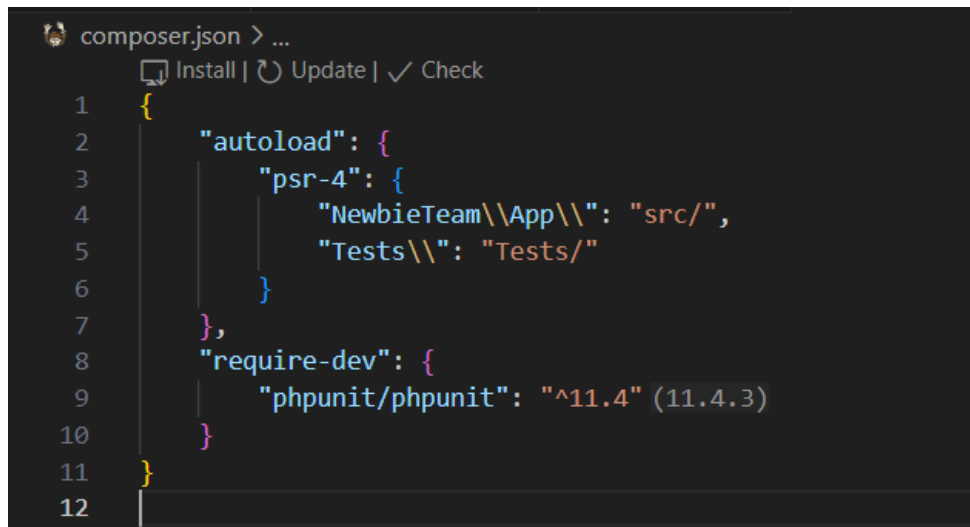 composer.json > ...
Install | Update | Check
1 {
2 "autoload": {
3 "psr-4": {
4 "NewbieTeam\\App\\": "src/",
5 "Tests\\": "Tests/"
6 }
7 },
8 "require-dev": {
9 "phpunit/phpunit": "^11.4" (11.4.3)
10 }
11 }
12